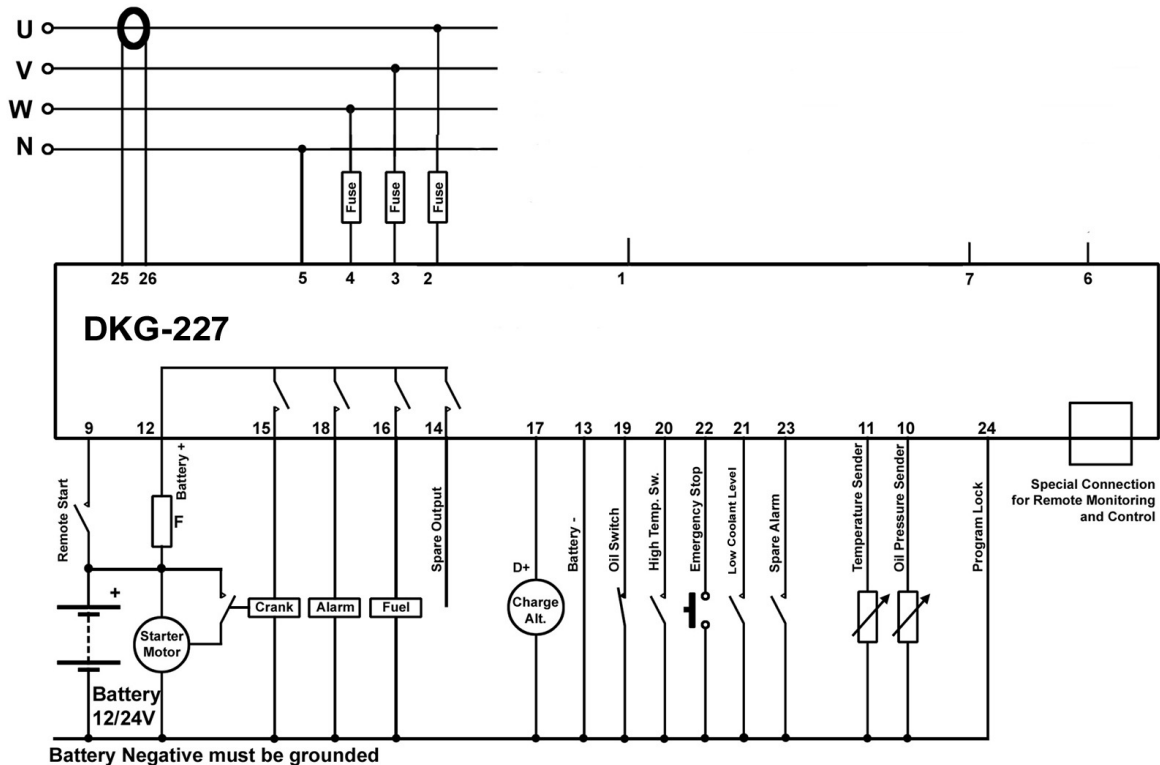 U
V
W
N
Fuse
Fuse
Fuse
25 26 5 4 3 2 1 7 6
DKG-227
9 12 15 18 16 14 17 13 19 20 22 21 23 11 10 24
Remote Start
Battery +
F
Spare Output
D+
Charge
Alt.
Battery -
Oil Switch
High Temp. Sw.
Emergency Stop
Low Coolant Level
Spare Alarm
Temperature Sender
Oil Pressure Sender
Program Lock
Special Connection
for Remote Monitoring
and Control
+
Crank
Alarm
Fuel
Starter
Motor
Battery
12/24V
Battery Negative must be grounded